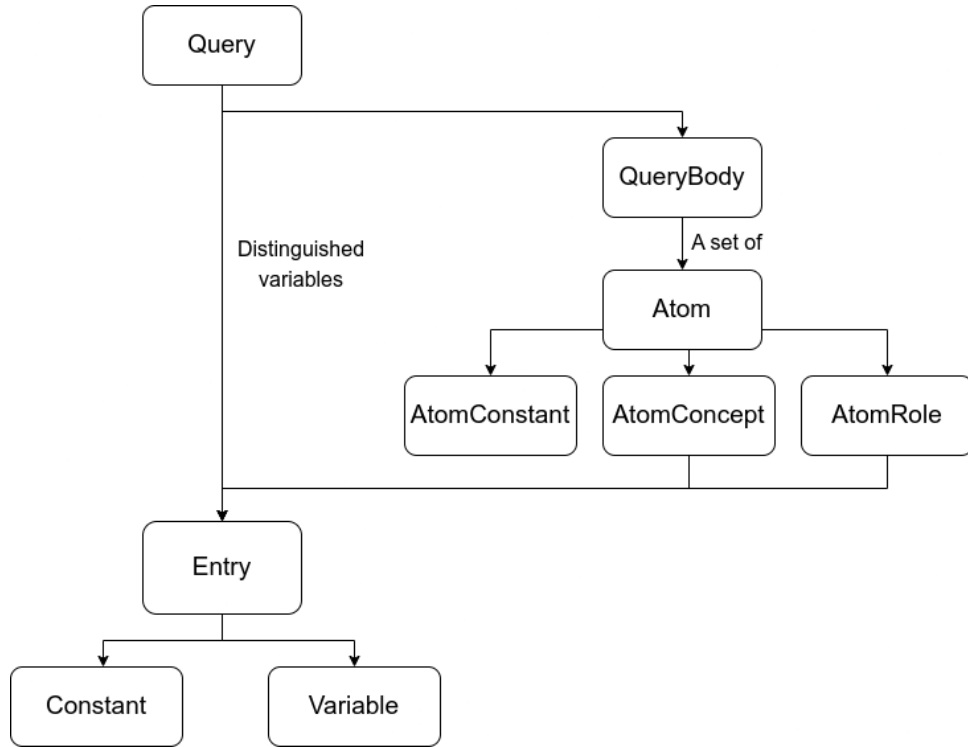 Query
QueryBody
Distinguished
variables
A set of
Atom
AtomConstant
AtomConcept
AtomRole
Entry
Constant
Variable